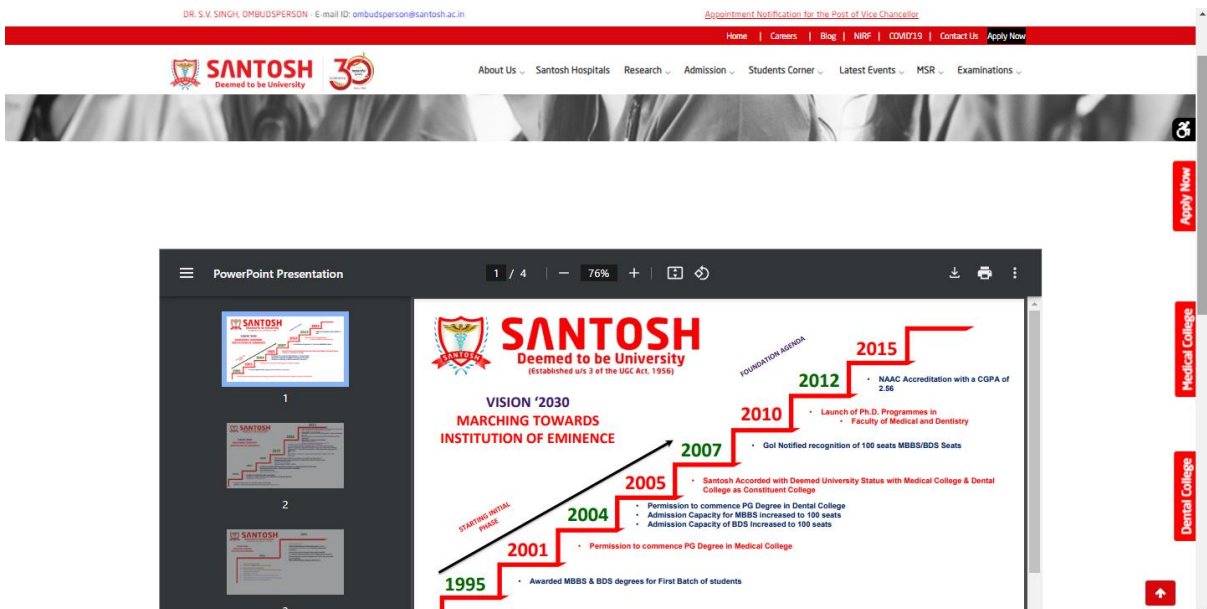 DR. S.V. SINGH, OMBUDSPERSON - E-mail ID: ombudsperson@santosh.ac.in
Appointment Notification for the Post of Vice Chancellor
Home | Careers | Blog | NIRF | COVID'19 | Contact Us Apply Now
SANTOSH
Deemed to be University
30
About Us Santosh Hospitals Research Admission Students Corner Latest Events MSR Examinations
Apply Now
Medical College
Dental College
PowerPoint Presentation
1 / 4
76%
SANTOSH
1
2
SANTOSH
SANTOSH
SANTOSH
Deemed to be University
(Established u/s 3 of the UGC Act, 1956)
VISION ‘2030
MARCHING TOWARDS
INSTITUTION OF EMINENCE
FOUNDATION AGENDA
STARTING INITIAL
PHASE
2015
2012
• NAAC Accreditation with a CGPA of
2.56
2010
• Launch of Ph.D. Programmes in
• Faculty of Medical and Dentistry
2007
• GoI Notified recognition of 100 seats MBBS/BDS Seats
2005
• Santosh Accorded with Deemed University Status with Medical College & Dental
College as Constituent College
2004
• Permission to commence PG Degree in Dental College
• Admission Capacity for MBBS increased to 100 seats
• Admission Capacity of BDS Increased to 100 seats
2001
• Permission to commence PG Degree in Medical College
1995
• Awarded MBBS & BDS degrees for First Batch of students